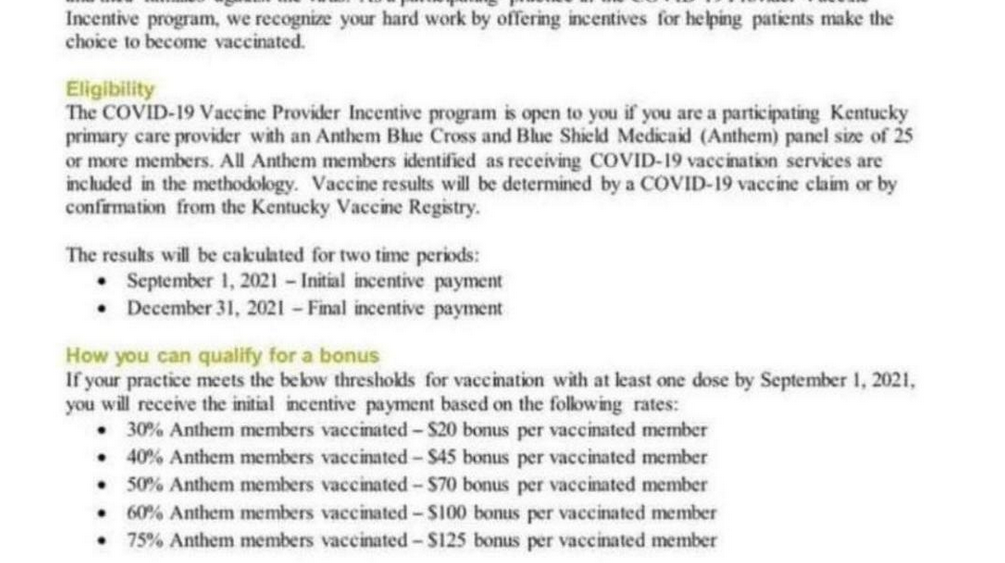 Incentive program, we recognize your hard work by offering incentives for helping patients make the
choice to become vaccinated.
Eligibility
The COVID-19 Vaccine Provider Incentive program is open to you if you are a participating Kentucky
primary care provider with an Anthem Blue Cross and Blue Shield Medicaid (Anthem) panel size of 25
or more members. All Anthem members identified as receiving COVID-19 vaccination services are
included in the methodology. Vaccine results will be determined by a COVID-19 vaccine claim or by
confirmation from the Kentucky Vaccine Registry.
The results will be calculated for two time periods:
• September 1, 2021 – Initial incentive payment
• December 31, 2021 – Final incentive payment
How you can qualify for a bonus
If your practice meets the below thresholds for vaccination with at least one dose by September 1, 2021,
you will receive the initial incentive payment based on the following rates:
• 30% Anthem members vaccinated – $20 bonus per vaccinated member
• 40% Anthem members vaccinated – $45 bonus per vaccinated member
• 50% Anthem members vaccinated – $70 bonus per vaccinated member
• 60% Anthem members vaccinated – $100 bonus per vaccinated member
• 75% Anthem members vaccinated – $125 bonus per vaccinated member